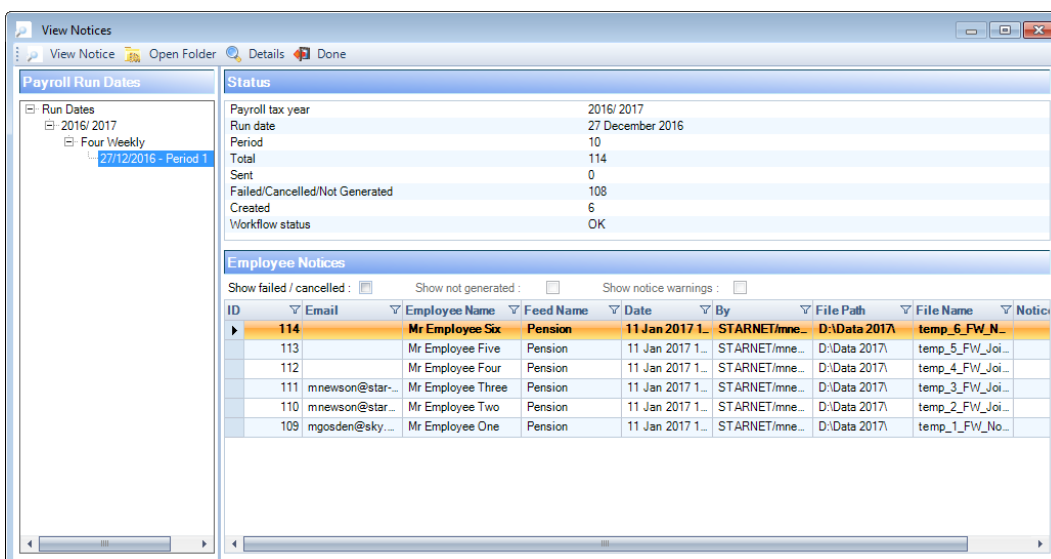 View Notices
View Notice Open Folder Details Done
Payroll Run Dates
Run Dates
2016/ 2017
Four Weekly
27/12/2016 - Period 1
Status
Payroll tax year 2016/ 2017
Run date 27 December 2016
Period 10
Total 114
Sent 0
Failed/Cancelled/Not Generated 108
Created 6
Workflow status OK
Employee Notices
Show failed / cancelled : Show not generated : Show notice warnings :
ID Email Employee Name Feed Name Date By File Path File Name Notice
114 Mr Employee Six Pension 11 Jan 2017 1... STARNET/mne... D:\Data 2017\ temp_6_FW_N...
113 Mr Employee Five Pension 11 Jan 2017 1... STARNET/mne... D:\Data 2017\ temp_5_FW_Joi...
112 Mr Employee Four Pension 11 Jan 2017 1... STARNET/mne... D:\Data 2017\ temp_4_FW_Joi...
111 mnewson@star-... Mr Employee Three Pension 11 Jan 2017 1... STARNET/mne... D:\Data 2017\ temp_3_FW_Joi...
110 mnewson@star... Mr Employee Two Pension 11 Jan 2017 1... STARNET/mne... D:\Data 2017\ temp_2_FW_Joi...
109 mgosden@sky.... Mr Employee One Pension 11 Jan 2017 1... STARNET/mne... D:\Data 2017\ temp_1_FW_No...